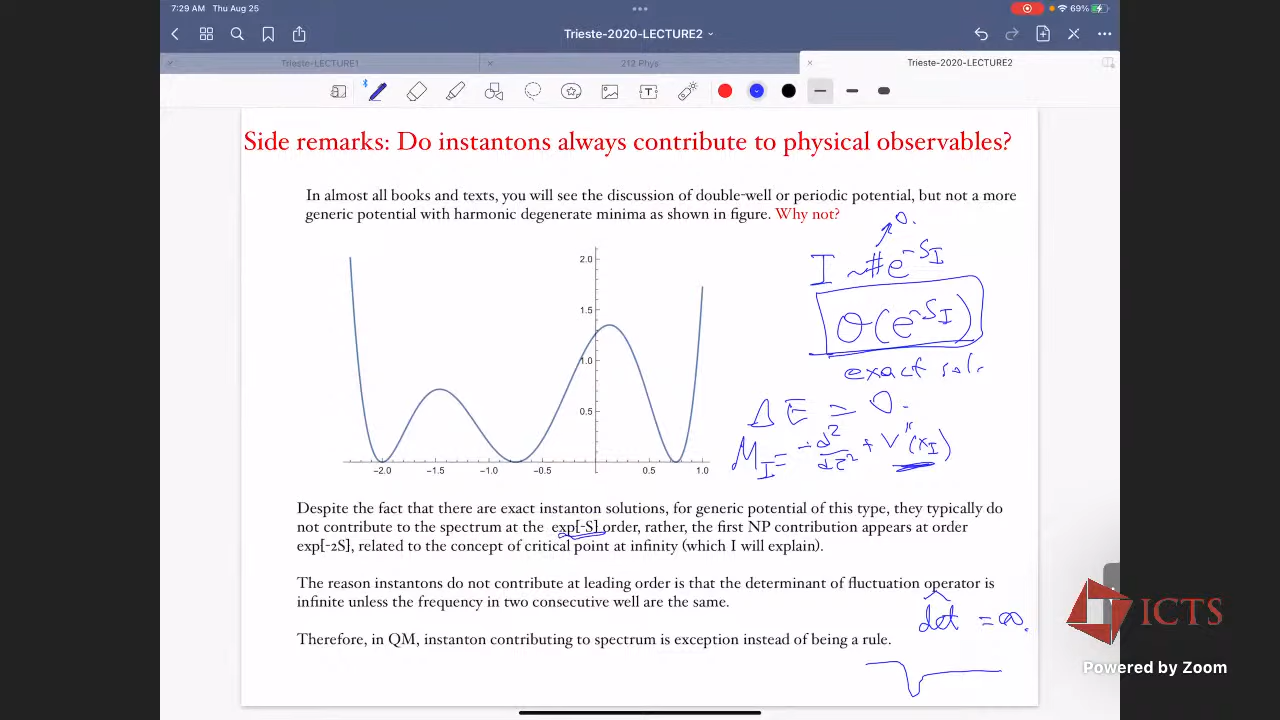 7:29 AM Thu Aug 25
69%
Trieste-2020-LECTURE2
Trieste-LECTURE1
212 Phys
Trieste-2020-LECTURE2
Side remarks: Do instantons always contribute to physical observables?
In almost all books and texts, you will see the discussion of double-well or periodic potential, but not a more
generic potential with harmonic degenerate minima as shown in figure. Why not?
0.
I ~ # e^{-S_I}
O(e^{-S_I})
exact sol
ΔE = 0.
M_I = -d²/dτ² + V''(x_I)
2.0
1.5
1.0
0.5
-2.0 -1.5 -1.0 -0.5 0.5 1.0
Despite the fact that there are exact instanton solutions, for generic potential of this type, they typically do
not contribute to the spectrum at the exp[-S] order, rather, the first NP contribution appears at order
exp[-2S], related to the concept of critical point at infinity (which I will explain).
The reason instantons do not contribute at leading order is that the determinant of fluctuation operator is
infinite unless the frequency in two consecutive well are the same.
det = ∞.
Therefore, in QM, instanton contributing to spectrum is exception instead of being a rule.
ICTS
Powered by Zoom